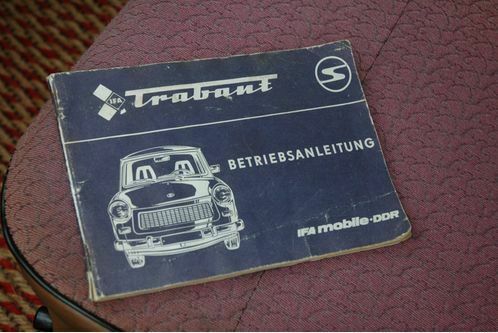 IFA Trabant S
BETRIEBSANLEITUNG
IFA mobile-DDR